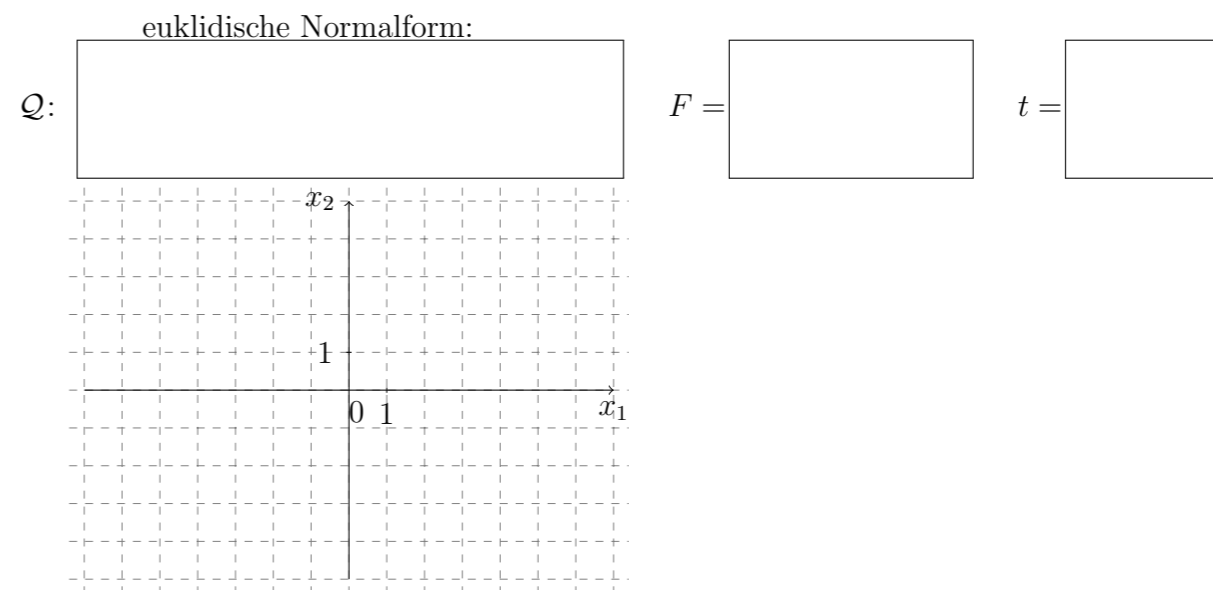 euklidische Normalform:
𝒬: F = t =
x₂
1
0 1 x₁